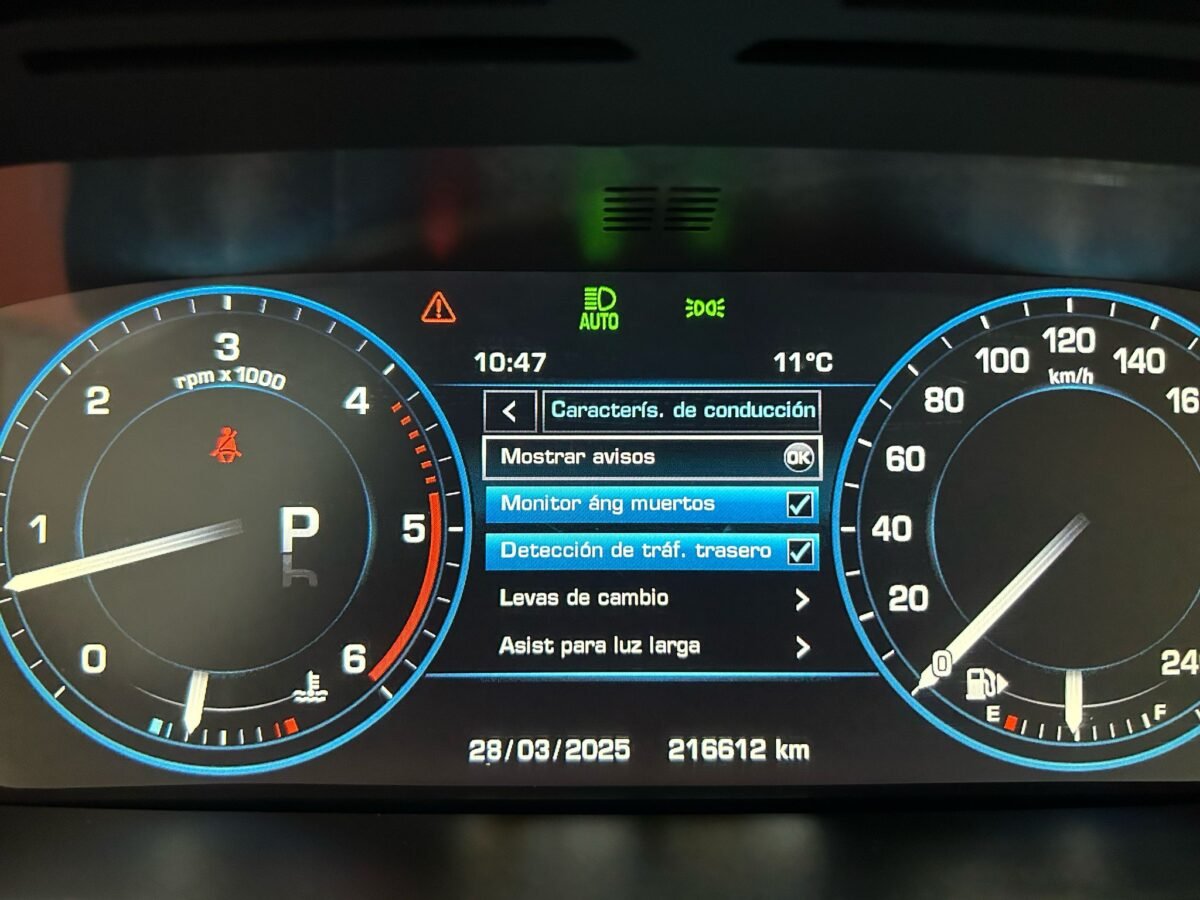 AUTO
10:47
11°C
Caracterís. de conducción
Mostrar avisos OK
Monitor áng muertos
Detección de tráf. trasero
Levas de cambio
Asist para luz larga
28/03/2025 216612 km
0
1
2
3
4
5
6
rpm x 1000
P
0
20
40
60
80
100
120
140
km/h
E
F